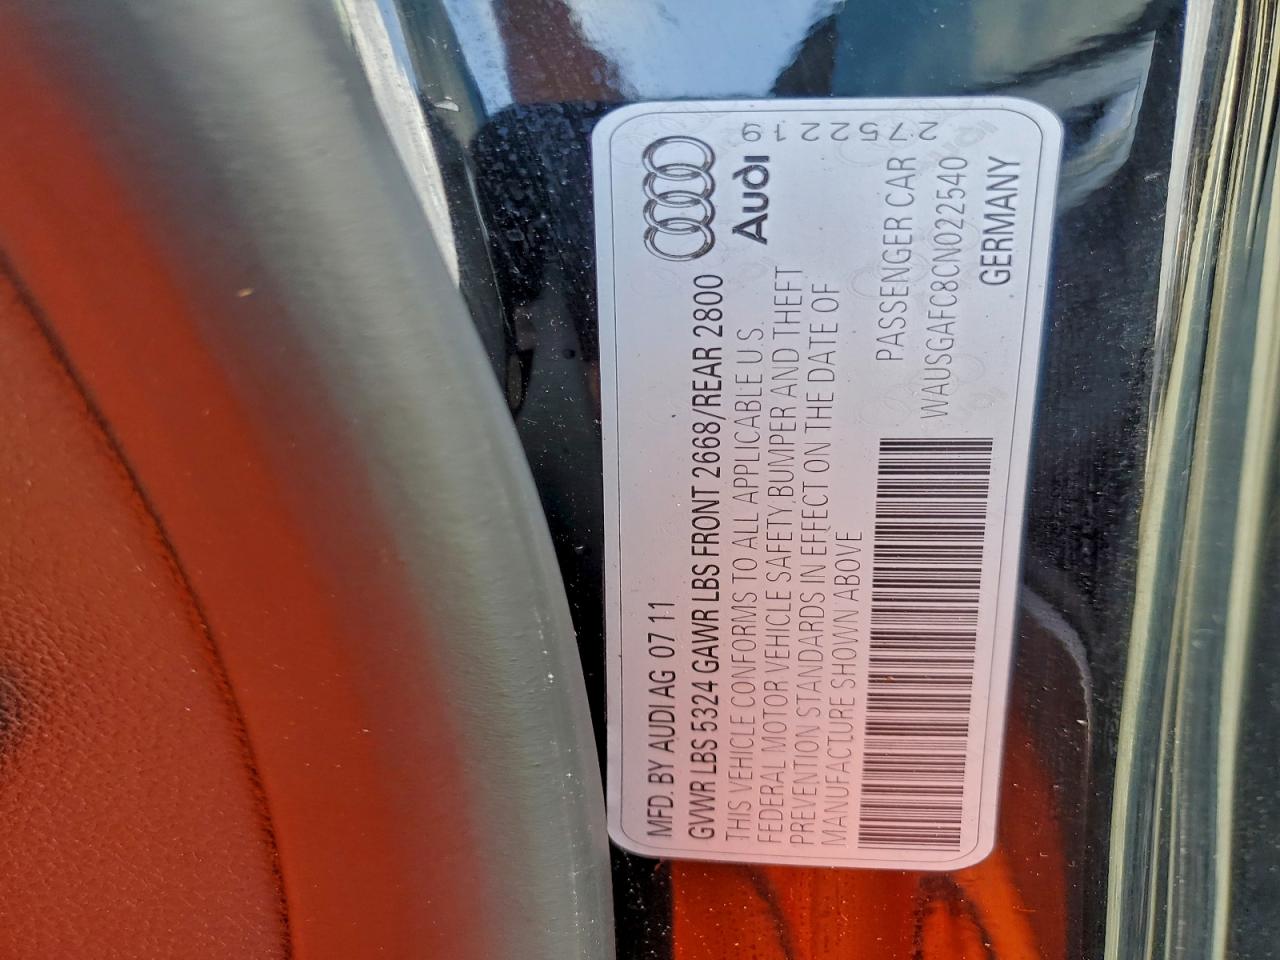 MFD. BY AUDI AG 07 11
GVWR LBS 5324 GAWR LBS FRONT 2668/REAR 2800
THIS VEHICLE CONFORMS TO ALL APPLICABLE U.S.
FEDERAL MOTOR VEHICLE SAFETY, BUMPER AND THEFT
PREVENTION STANDARDS IN EFFECT ON THE DATE OF
MANUFACTURE SHOWN ABOVE
Audi
PASSENGER CAR
WAUSGAFC8CN022540
GERMANY
2752219